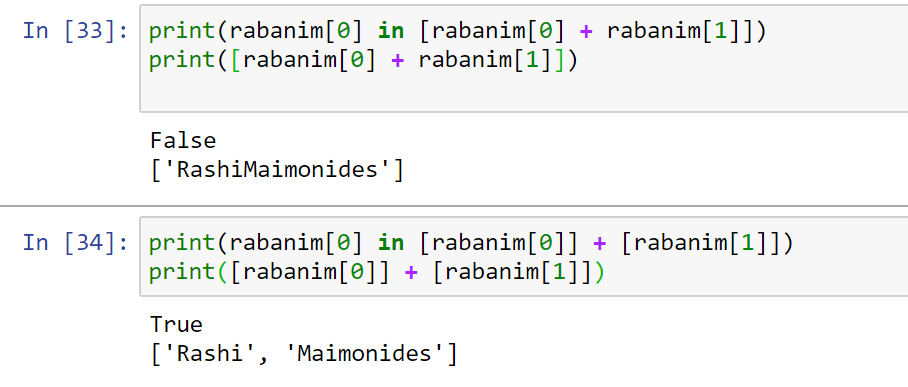 In [33]: print(rabanim[0] in [rabanim[0] + rabanim[1]])
print([rabanim[0] + rabanim[1]])
False
['RashiMaimonides']
In [34]: print(rabanim[0] in [rabanim[0]] + [rabanim[1]])
print([rabanim[0]] + [rabanim[1]])
True
['Rashi', 'Maimonides']